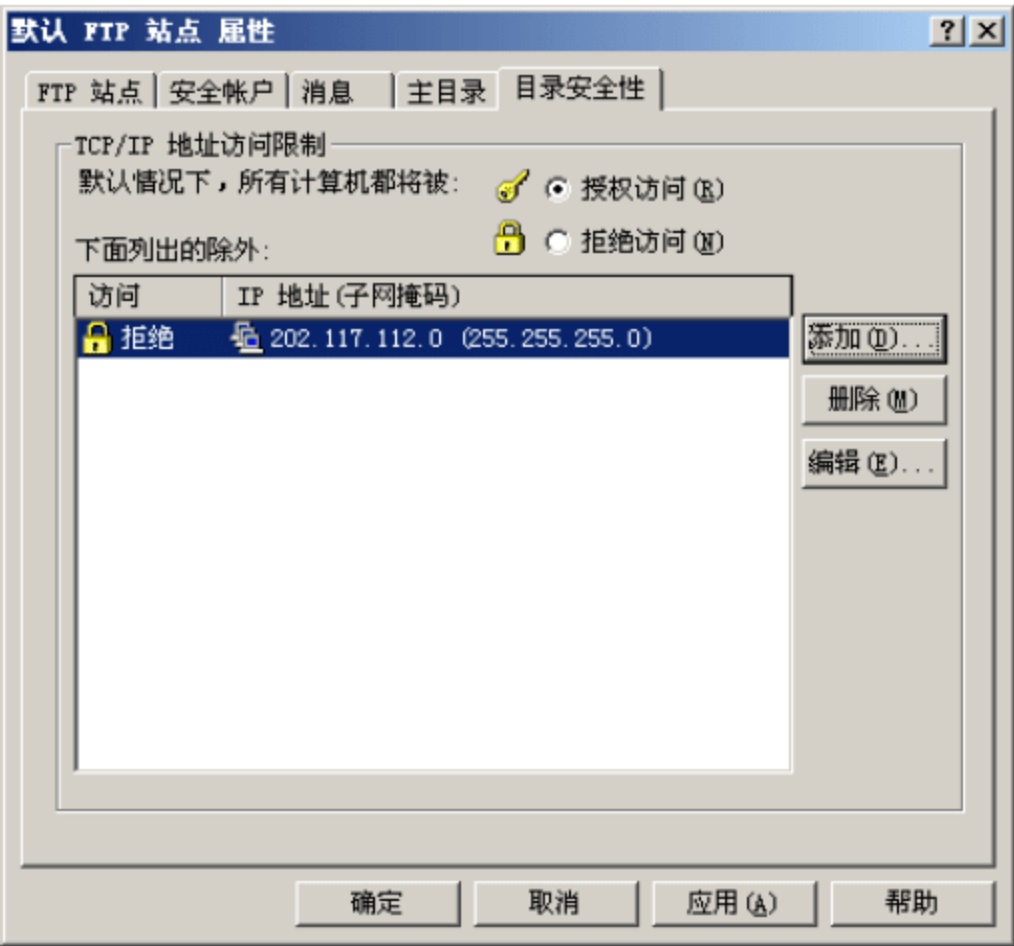 默认 FTP 站点 属性
FTP 站点 安全帐户 消息 主目录 目录安全性
TCP/IP 地址访问限制
默认情况下，所有计算机都将被: 授权访问(R)
拒绝访问(N)
下面列出的除外:
访问 IP 地址(子网掩码)
拒绝 202.117.112.0 (255.255.255.0)
添加(D)...
删除(M)
编辑(E)...
确定 取消 应用(A) 帮助